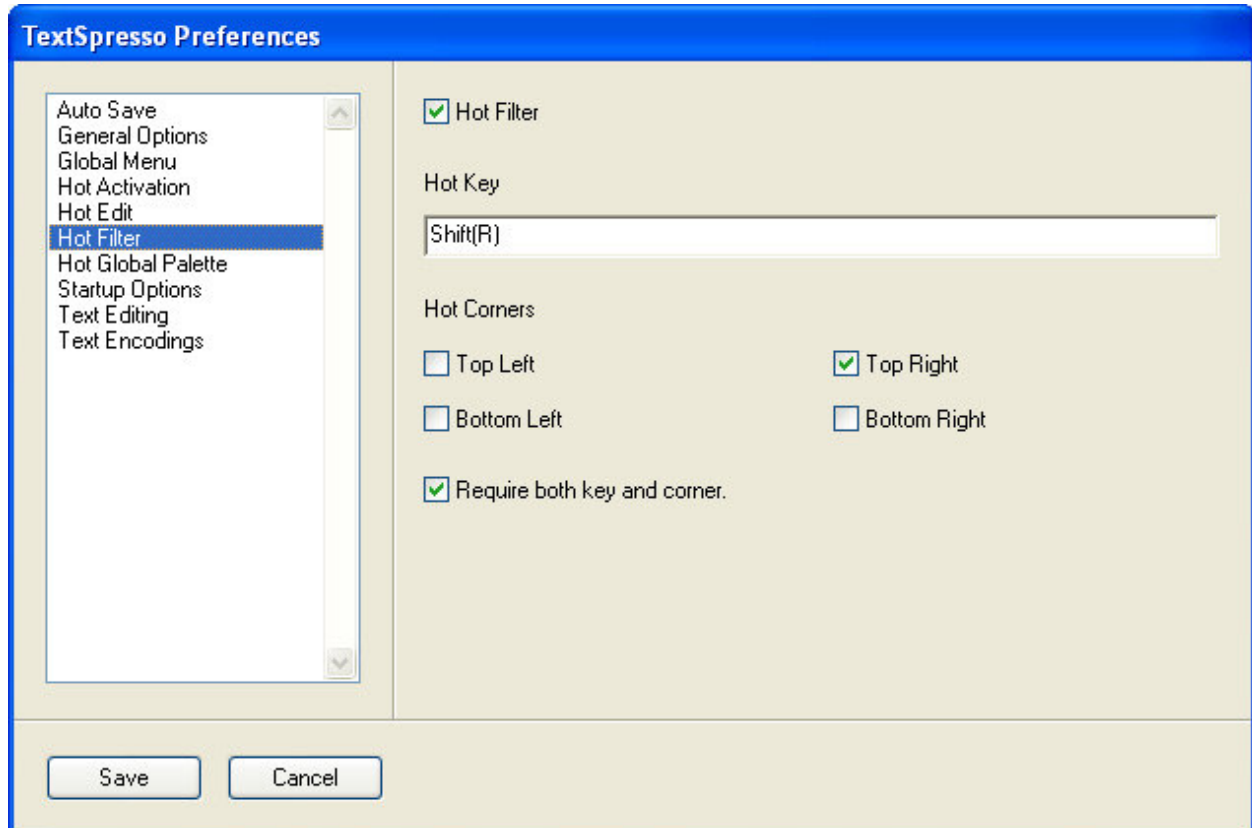 TextSpresso Preferences
Auto Save
General Options
Global Menu
Hot Activation
Hot Edit
Hot Filter
Hot Global Palette
Startup Options
Text Editing
Text Encodings
Hot Filter
Hot Key
Shift(R)
Hot Corners
Top Left
Top Right
Bottom Left
Bottom Right
Require both key and corner.
Save
Cancel